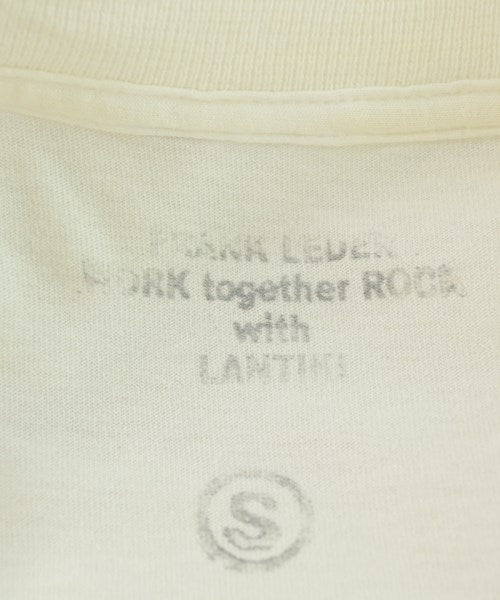 FRANK LEDER
WORK together ROCK
with
LANTIKI
S